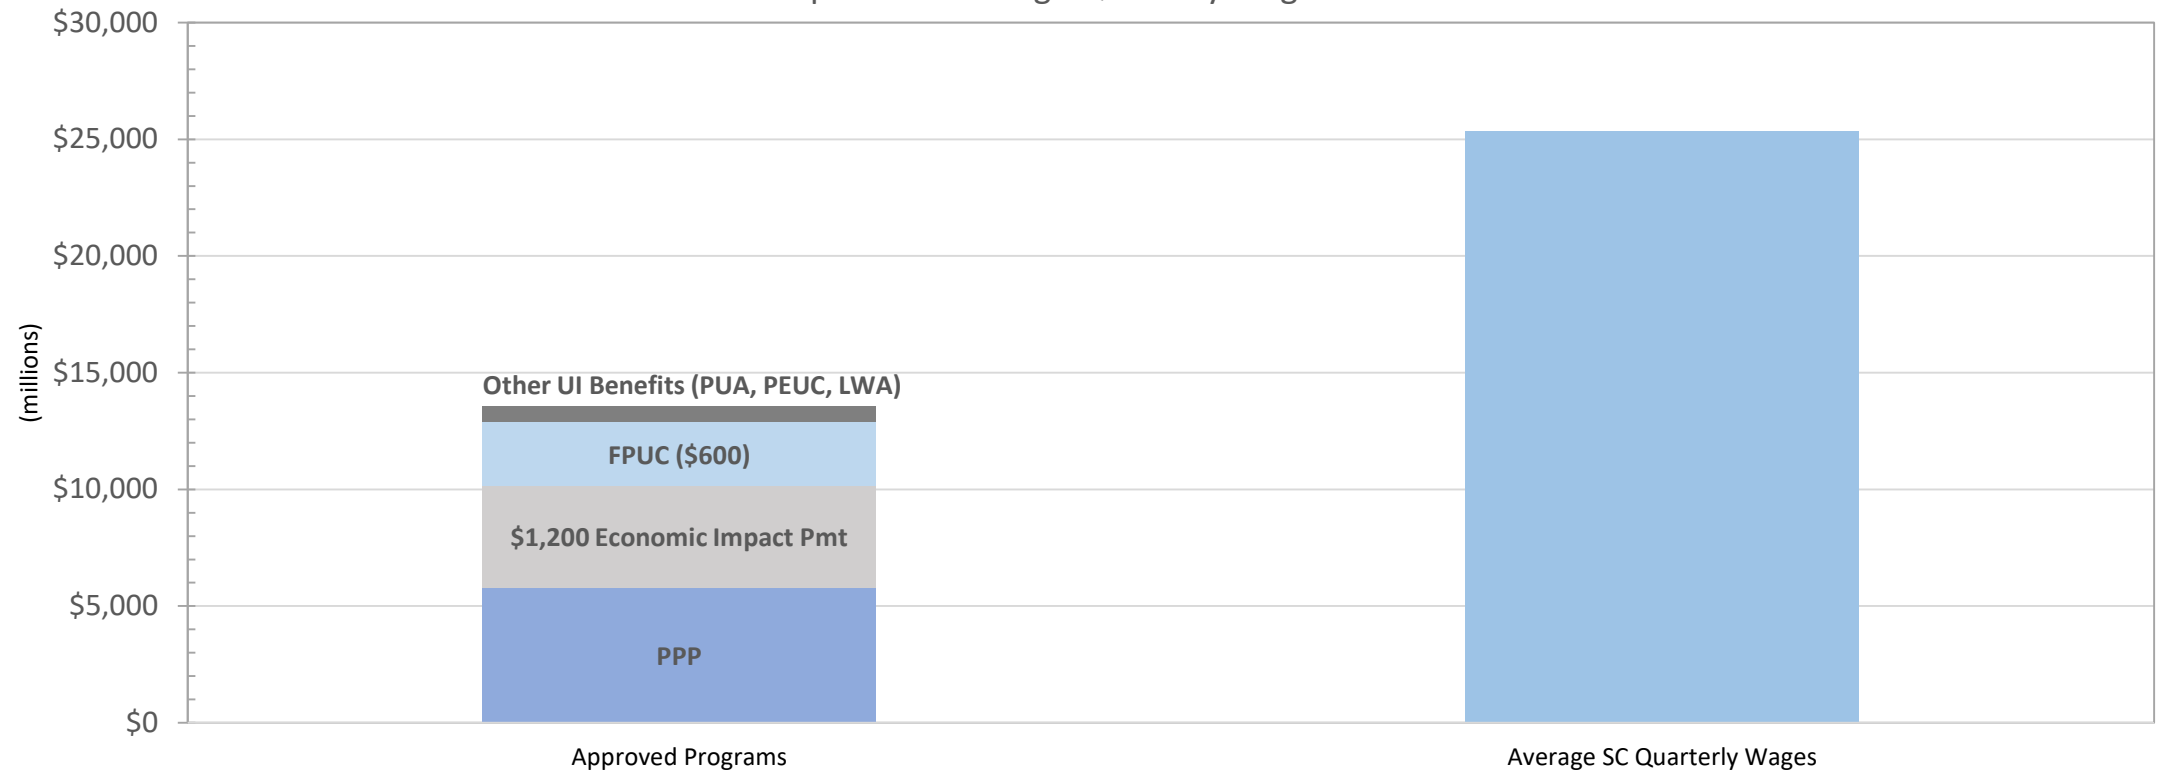 $30,000
$25,000
$20,000
$15,000
$10,000
$5,000
$0
(millions)
Other UI Benefits (PUA, PEUC, LWA)
FPUC ($600)
$1,200 Economic Impact Pmt
PPP
Approved Programs
Average SC Quarterly Wages